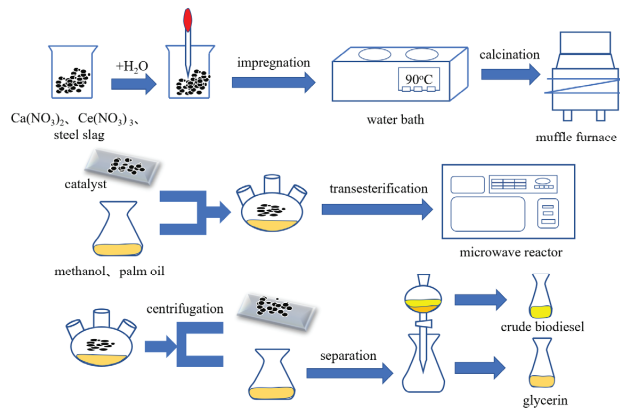 +H₂O
impregnation
90°C
calcination
Ca(NO₃)₂、Ce(NO₃)₃、
steel slag
water bath
muffle furnace
catalyst
transesterification
methanol、palm oil
microwave reactor
centrifugation
separation
crude biodiesel
glycerin